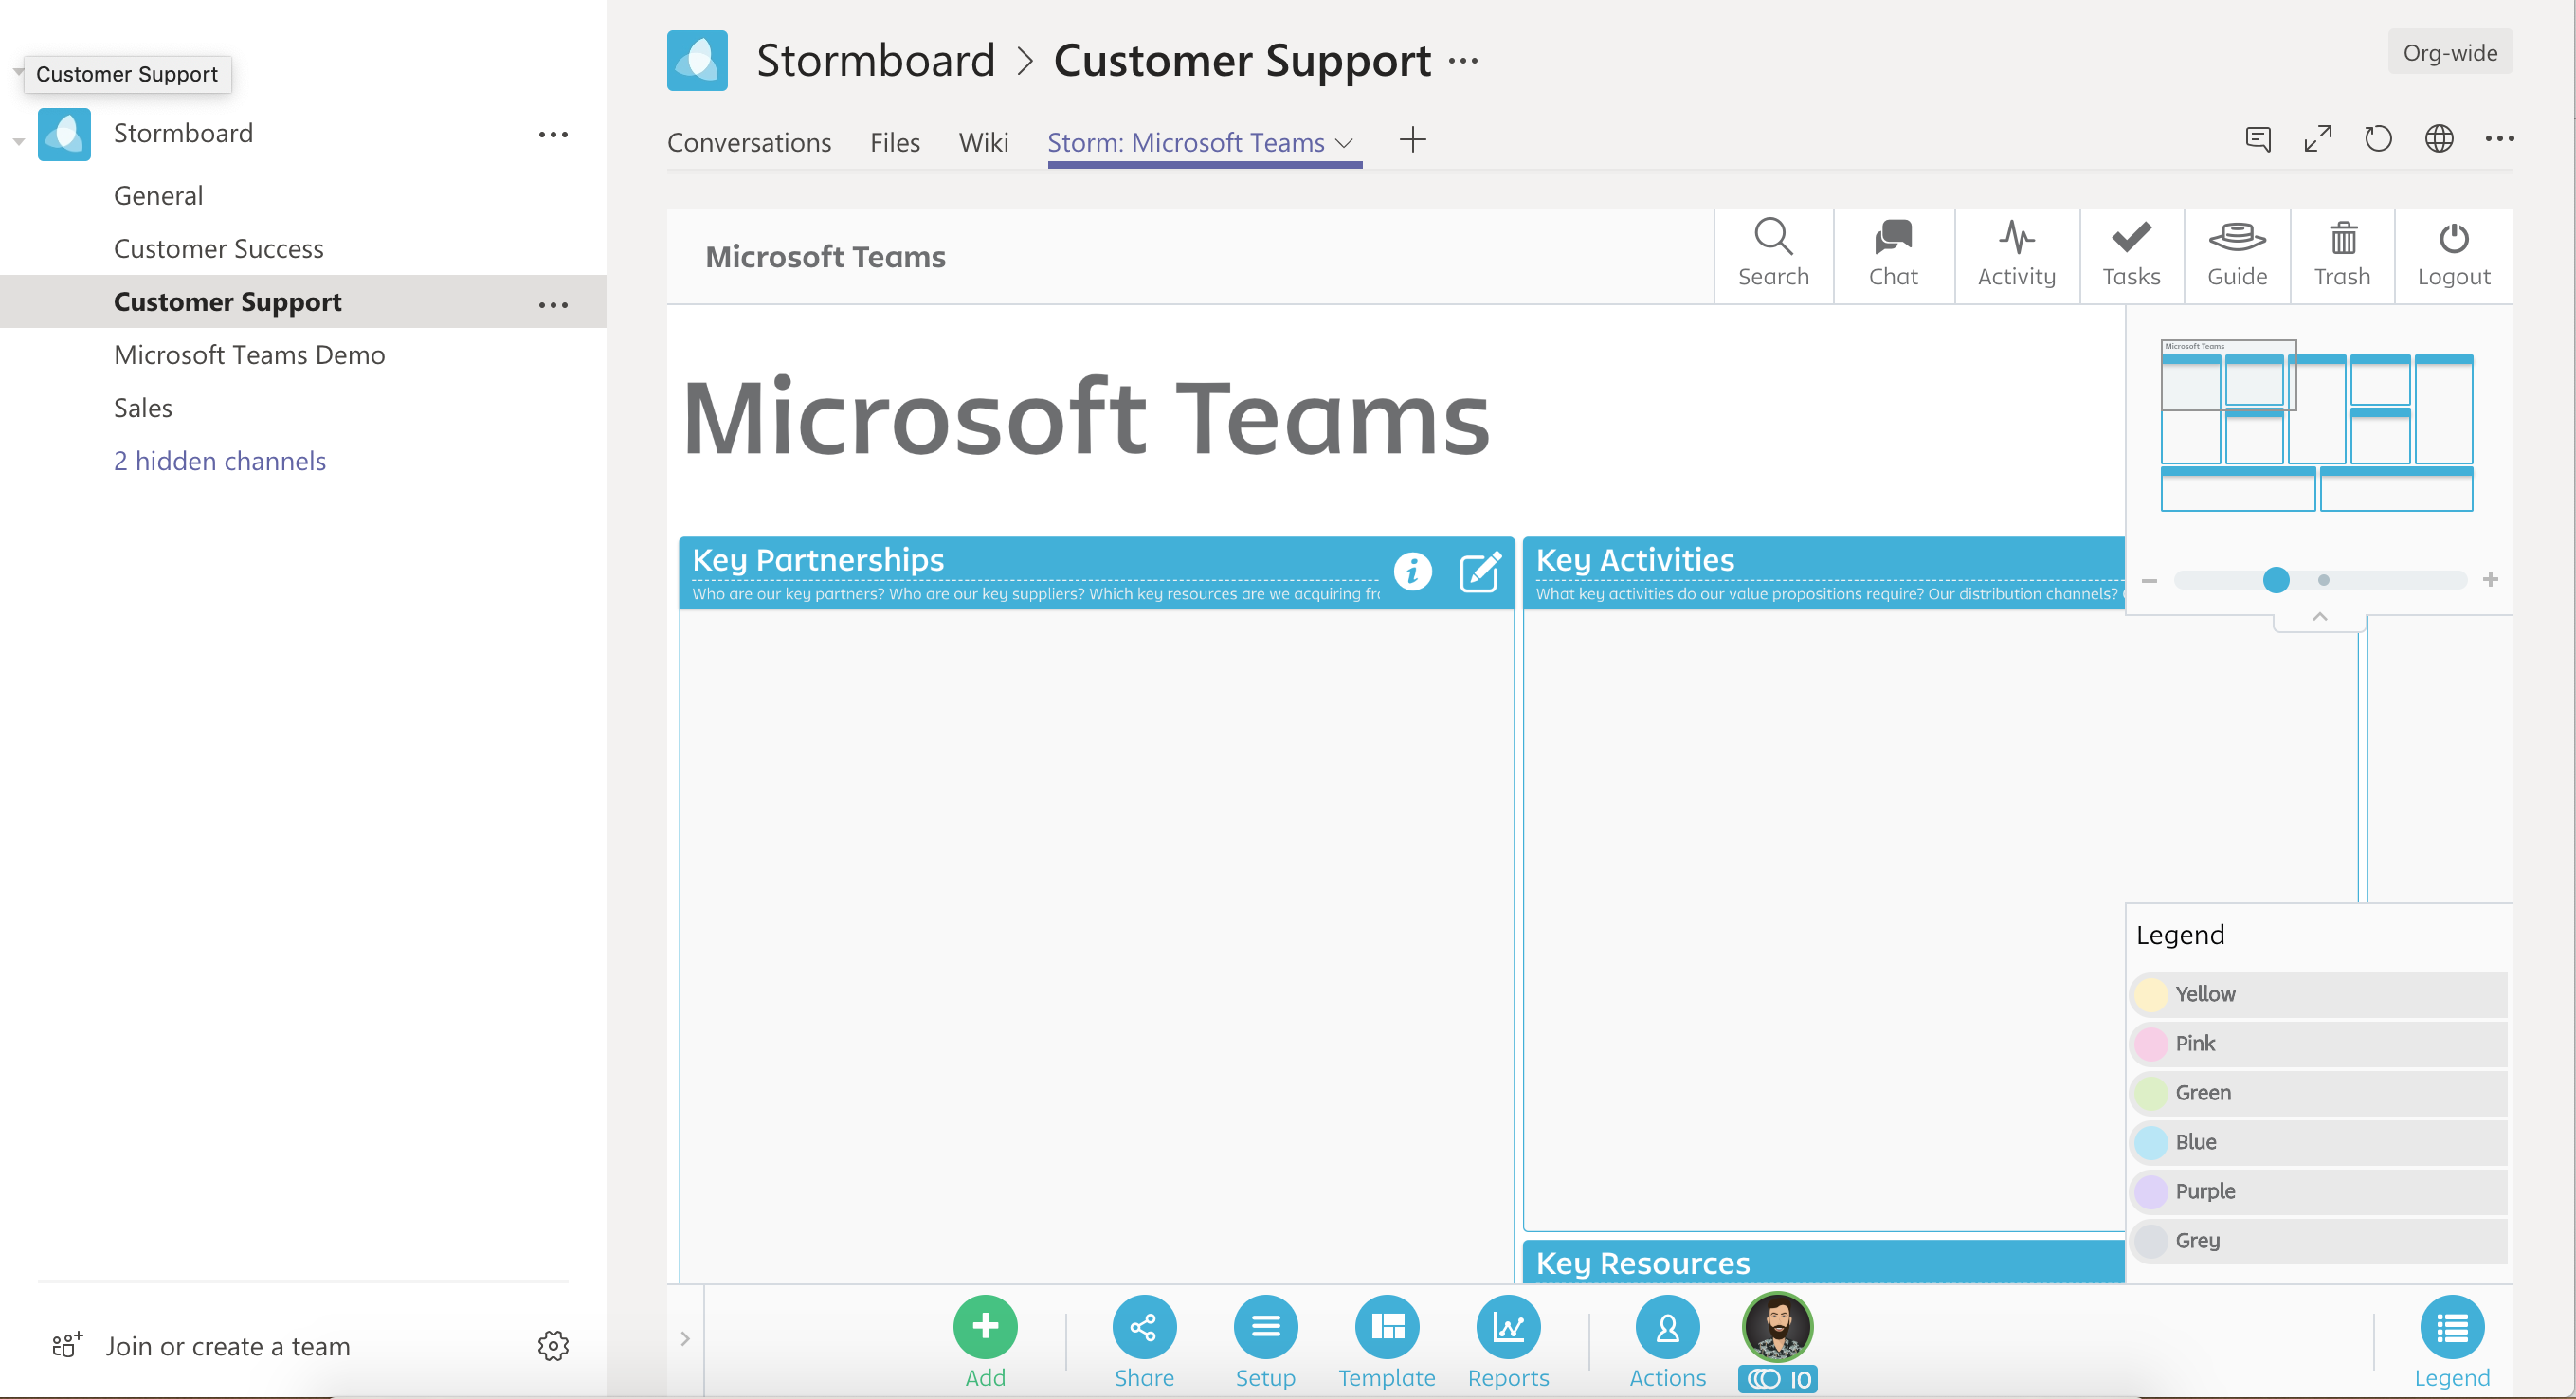 Customer Support
Stormboard
General
Customer Success
Customer Support
Microsoft Teams Demo
Sales
2 hidden channels
Join or create a team
Stormboard > Customer Support ...
Org-wide
Conversations Files Wiki Storm: Microsoft Teams
Microsoft Teams
Search Chat Activity Tasks Guide Trash Logout
Microsoft Teams
Microsoft Teams
Key Partnerships
Who are our key partners? Who are our key suppliers? Which key resources are we acquiring
Key Activities
What key activities do our value propositions require? Our distribution channels?
Key Resources
Legend
Yellow
Pink
Green
Blue
Purple
Grey
Add Share Setup Template Reports Actions 10 Legend